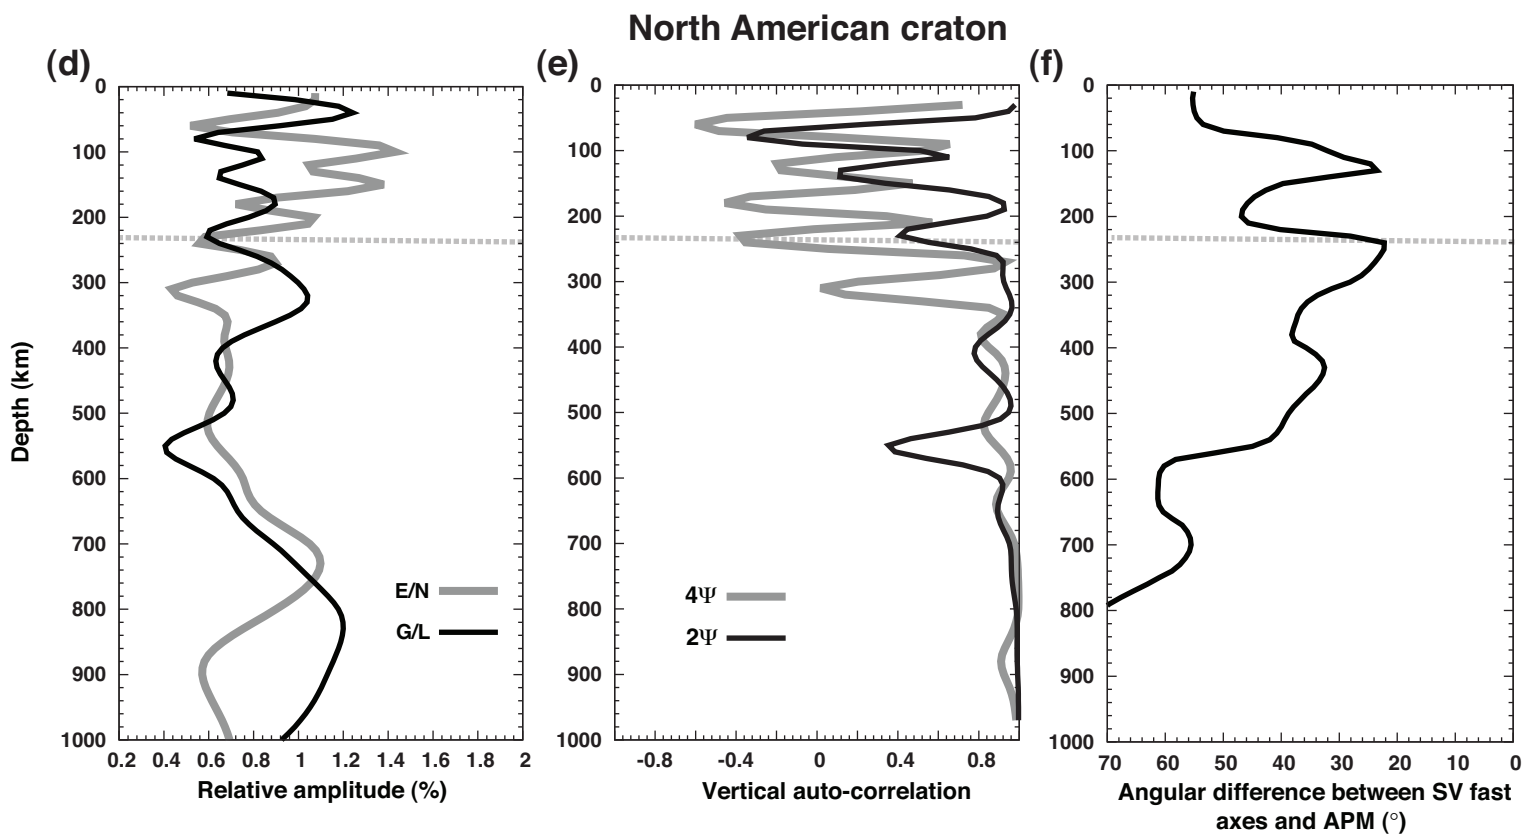 North American craton
(d)
(e)
(f)
0
100
200
300
400
500
600
700
800
900
1000
Depth (km)
0.2 0.4 0.6 0.8 1 1.2 1.4 1.6 1.8 2
Relative amplitude (%)
E/N
G/L
0
100
200
300
400
500
600
700
800
900
1000
-0.8 -0.4 0 0.4 0.8
Vertical auto-correlation
4Ψ
2Ψ
0
100
200
300
400
500
600
700
800
900
1000
70 60 50 40 30 20 10 0
Angular difference between SV fast
axes and APM (°)